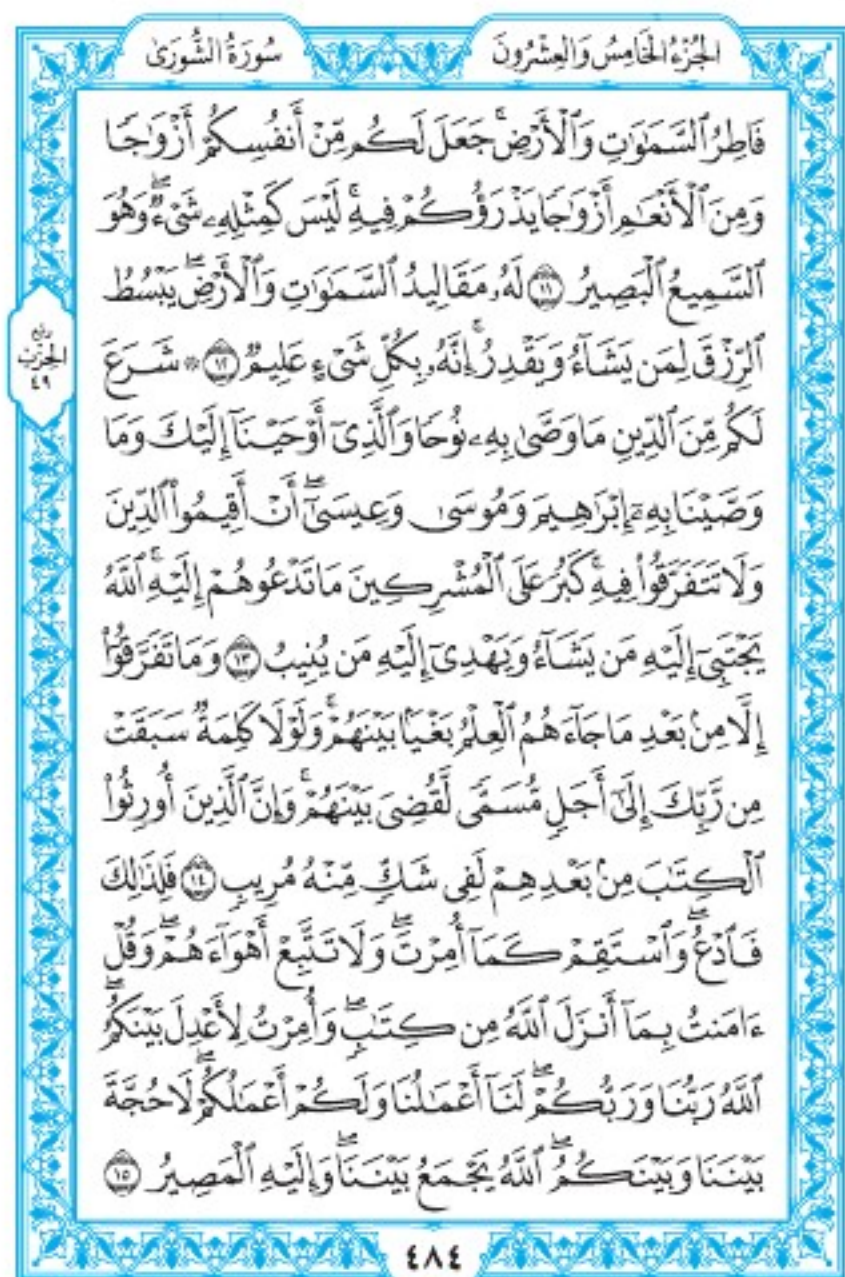 الجُزْءُ الخَامِسُ وَالعِشْرُونَ
سُورَةُ الشُّورَىٰ
فَاطِرُ ٱلسَّمَٰوَٰتِ وَٱلْأَرْضِۚ جَعَلَ لَكُم مِّنْ أَنفُسِكُمْ أَزْوَٰجًا
وَمِنَ ٱلْأَنْعَٰمِ أَزْوَٰجًا يَذْرَؤُكُمْ فِيهِۚ لَيْسَ كَمِثْلِهِۦ شَىْءٌۖ وَهُوَ
ٱلسَّمِيعُ ٱلْبَصِيرُ ١١ لَهُۥ مَقَالِيدُ ٱلسَّمَٰوَٰتِ وَٱلْأَرْضِۖ يَبْسُطُ
ٱلرِّزْقَ لِمَن يَشَآءُ وَيَقْدِرُۚ إِنَّهُۥ بِكُلِّ شَىْءٍ عَلِيمٌ ١٢ ۞ شَرَعَ
لَكُم مِّنَ ٱلدِّينِ مَا وَصَّىٰ بِهِۦ نُوحًا وَٱلَّذِىٓ أَوْحَيْنَآ إِلَيْكَ وَمَا
وَصَّيْنَا بِهِۦٓ إِبْرَٰهِيمَ وَمُوسَىٰ وَعِيسَىٰٓۖ أَنْ أَقِيمُوا۟ ٱلدِّينَ
وَلَا تَتَفَرَّقُوا۟ فِيهِۚ كَبُرَ عَلَى ٱلْمُشْرِكِينَ مَا تَدْعُوهُمْ إِلَيْهِۚ ٱللَّهُ
يَجْتَبِىٓ إِلَيْهِ مَن يَشَآءُ وَيَهْدِىٓ إِلَيْهِ مَن يُنِيبُ ١٣ وَمَا تَفَرَّقُوٓا۟
إِلَّا مِنۢ بَعْدِ مَا جَآءَهُمُ ٱلْعِلْمُ بَغْيًۢا بَيْنَهُمْۚ وَلَوْلَا كَلِمَةٌ سَبَقَتْ
مِن رَّبِّكَ إِلَىٰٓ أَجَلٍ مُّسَمًّى لَّقُضِىَ بَيْنَهُمْۚ وَإِنَّ ٱلَّذِينَ أُورِثُوا۟
ٱلْكِتَٰبَ مِنۢ بَعْدِهِمْ لَفِى شَكٍّ مِّنْهُ مُرِيبٍ ١٤ فَلِذَٰلِكَ
فَٱدْعُۖ وَٱسْتَقِمْ كَمَآ أُمِرْتَۖ وَلَا تَتَّبِعْ أَهْوَآءَهُمْۖ وَقُلْ
ءَامَنتُ بِمَآ أَنزَلَ ٱللَّهُ مِن كِتَٰبٍۖ وَأُمِرْتُ لِأَعْدِلَ بَيْنَكُمُۖ
ٱللَّهُ رَبُّنَا وَرَبُّكُمْۖ لَنَآ أَعْمَٰلُنَا وَلَكُمْ أَعْمَٰلُكُمْۖ لَا حُجَّةَ
بَيْنَنَا وَبَيْنَكُمُۖ ٱللَّهُ يَجْمَعُ بَيْنَنَاۖ وَإِلَيْهِ ٱلْمَصِيرُ ١٥
ربع
الحزب
٤٩
٤٨٤